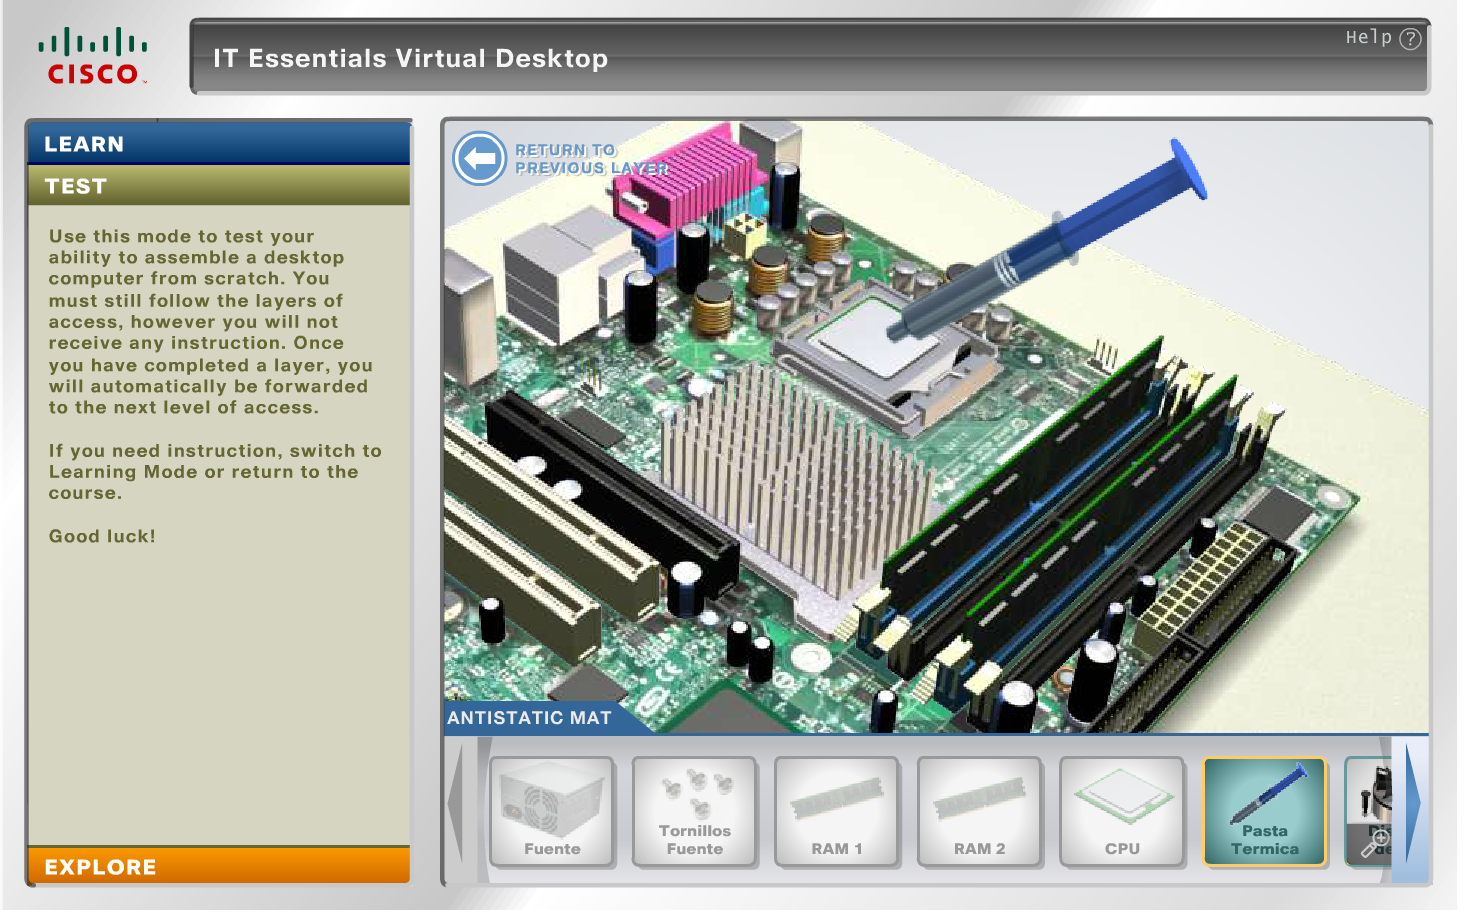 CISCO
IT Essentials Virtual Desktop
Help ?
LEARN
TEST
Use this mode to test your
ability to assemble a desktop
computer from scratch. You
must still follow the layers of
access, however you will not
receive any instruction. Once
you have completed a layer, you
will automatically be forwarded
to the next level of access.
If you need instruction, switch to
Learning Mode or return to the
course.
Good luck!
EXPLORE
RETURN TO
PREVIOUS LAYER
ANTISTATIC MAT
Fuente
Tornillos
Fuente
RAM 1
RAM 2
CPU
Pasta
Termica